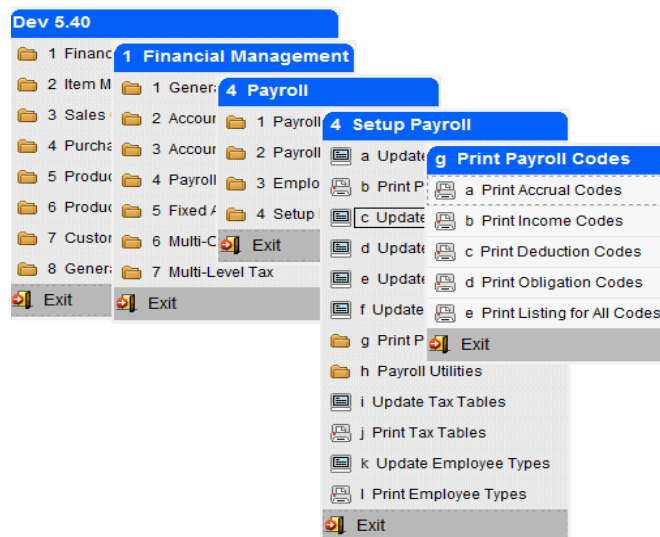 Dev 5.40
1 Financ
2 Item M
3 Sales
4 Purcha
5 Produc
6 Produc
7 Custor
8 Genera
Exit
1 Financial Management
1 Genera
2 Accour
3 Accour
4 Payroll
5 Fixed A
6 Multi-C
7 Multi-Level Tax
Exit
4 Payroll
1 Payroll
2 Payroll
3 Emplo
4 Setup
Exit
4 Setup Payroll
a Update
b Print P
c Update
d Update
e Update
f Update
g Print P
h Payroll Utilities
i Update Tax Tables
j Print Tax Tables
k Update Employee Types
l Print Employee Types
Exit
g Print Payroll Codes
a Print Accrual Codes
b Print Income Codes
c Print Deduction Codes
d Print Obligation Codes
e Print Listing for All Codes
Exit